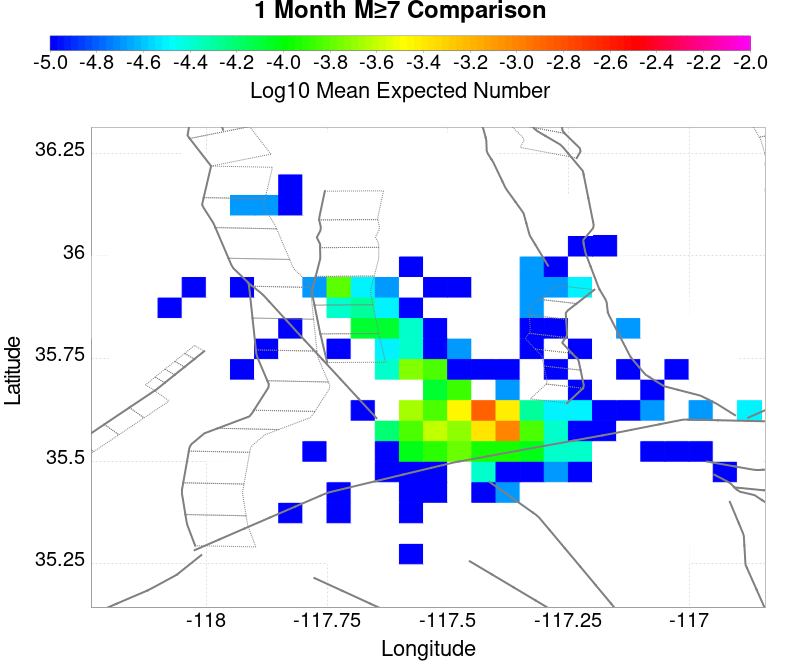 1 Month M≥7 Comparison
-5.0 -4.8 -4.6 -4.4 -4.2 -4.0 -3.8 -3.6 -3.4 -3.2 -3.0 -2.8 -2.6 -2.4 -2.2 -2.0
Log10 Mean Expected Number
36.25
36
35.75
35.5
35.25
Latitude
-118 -117.75 -117.5 -117.25 -117
Longitude